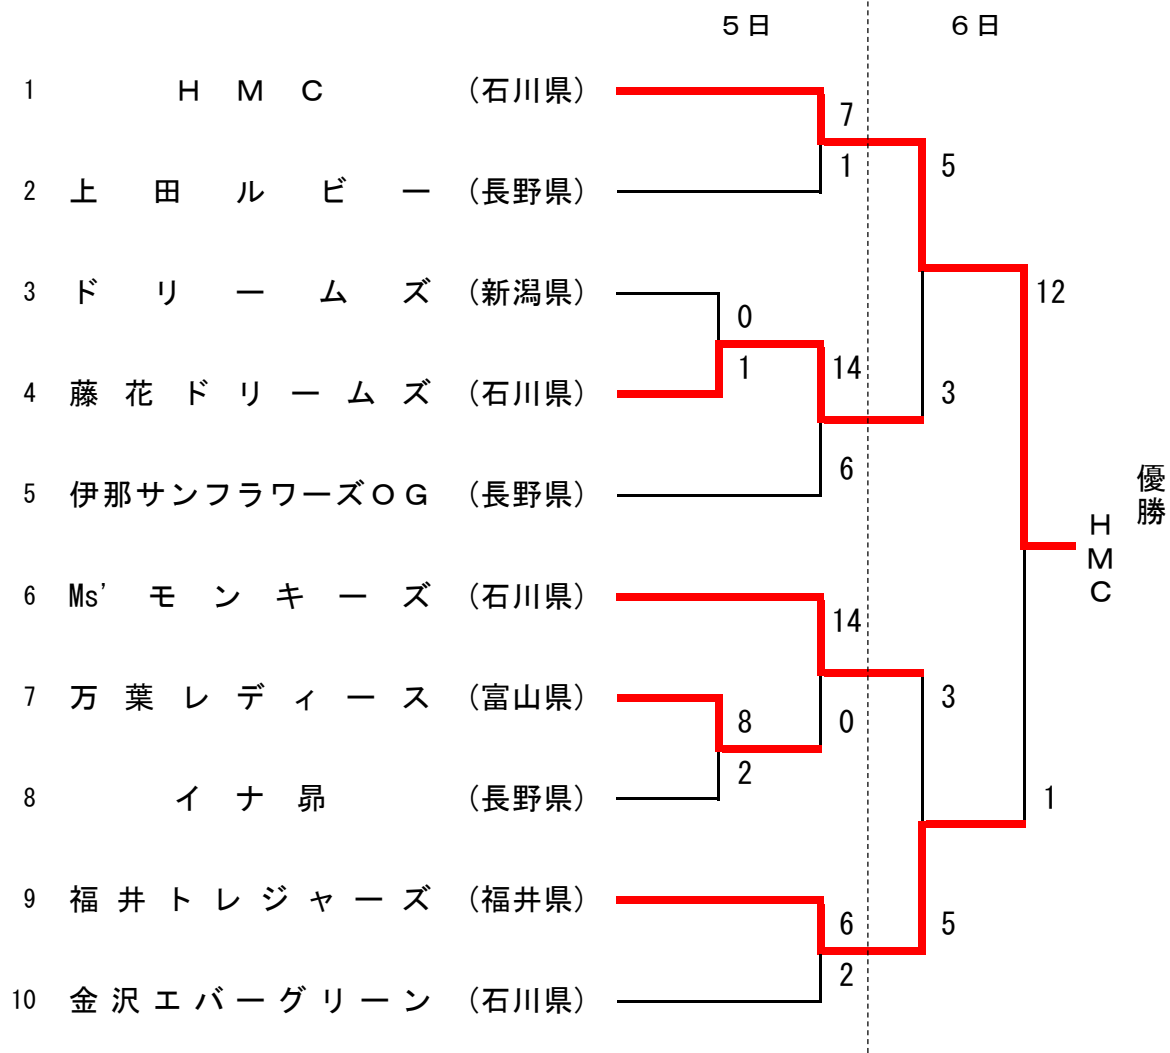 ５日 ６日
1 ＨＭＣ （石川県）
7
1
5
2 上田ルビー （長野県）
3 ドリームズ （新潟県）
12
0
1
14
3
4 藤花ドリームズ （石川県）
6
5 伊那サンフラワーズＯＧ （長野県）
優勝
ＨＭＣ
6 Ms’モンキーズ （石川県）
14
7 万葉レディース （富山県）
3
8
0
2
8 イナ昴 （長野県）
1
9 福井トレジャーズ （福井県）
6
5
2
10 金沢エバーグリーン （石川県）